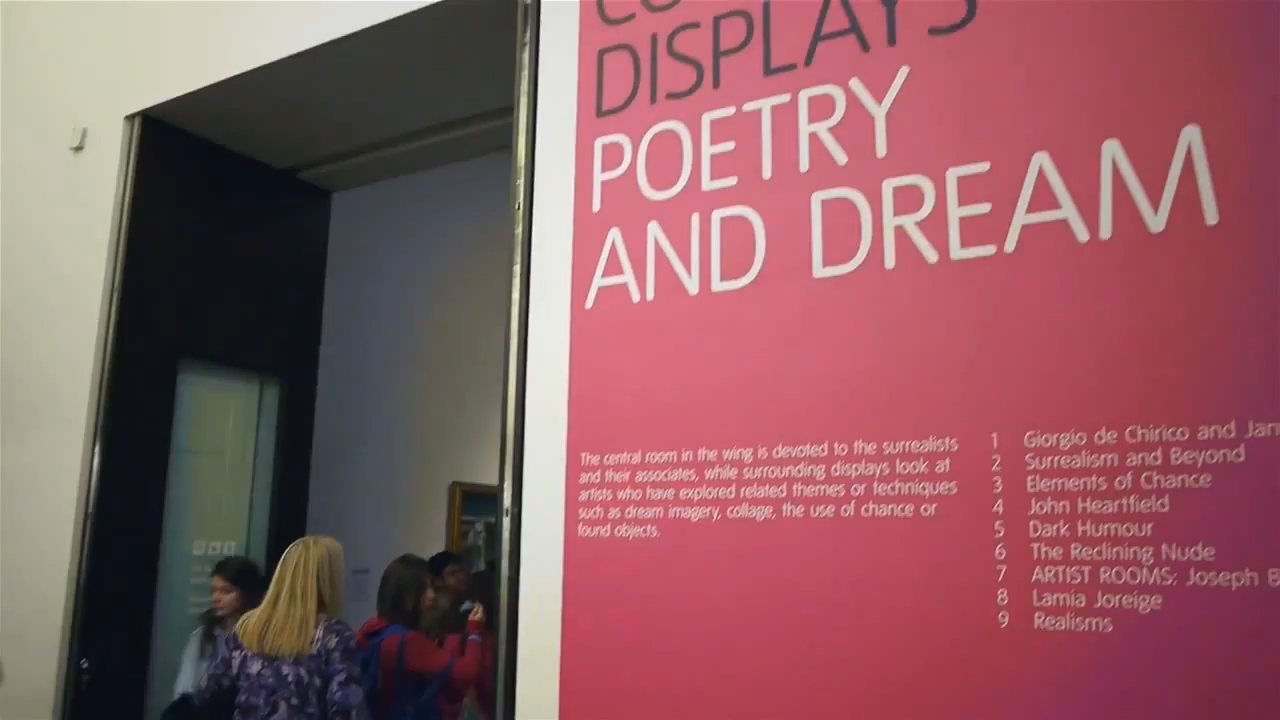 DISPLAYS
POETRY
AND DREAM
The central room in the wing is devoted to the surrealists
and their associates, while surrounding displays look at
artists who have explored related themes or techniques
such as dream imagery, collage, the use of chance or
found objects.
1 Giorgio de Chirico and Jan
2 Surrealism and Beyond
3 Elements of Chance
4 John Heartfield
5 Dark Humour
6 The Reclining Nude
7 ARTIST ROOMS: Joseph B
8 Lamia Joreige
9 Realisms